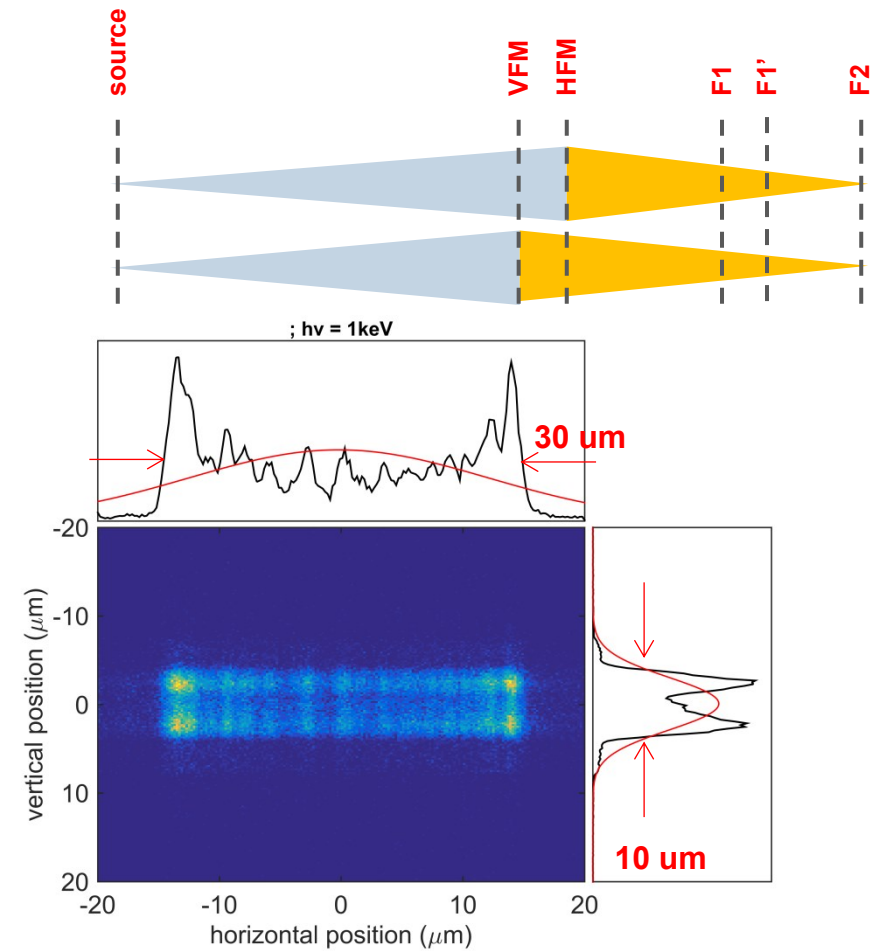 source
VFM
HFM
F1
F1’
F2
; hν = 1keV
30 um
-20
-10
0
10
20
vertical position (μm)
-20
-10
0
10
20
horizontal position (μm)
10 um